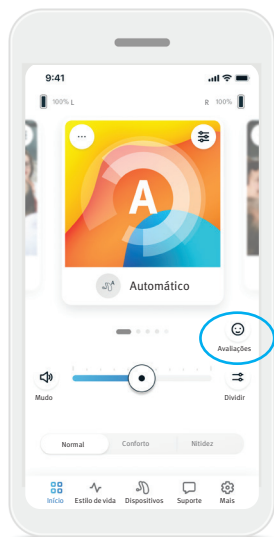 9:41
100% L
R 100%
A
Automático
Avaliações
Mudo
Dividir
Normal Conforto Nitidez
Início Estilo de vida Dispositivos Suporte Mais